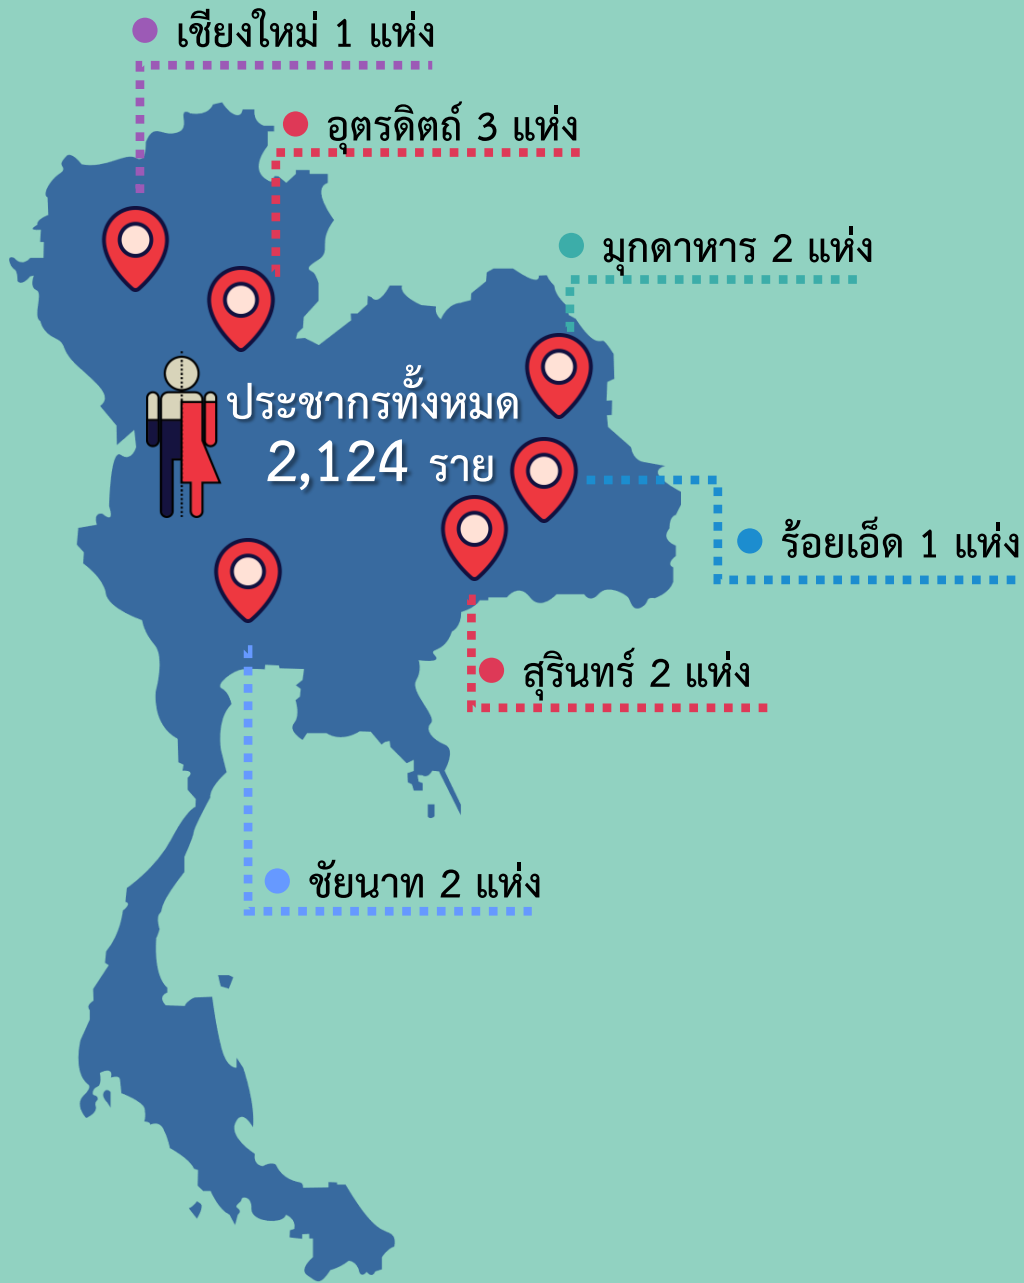 เชียงใหม่ 1 แห่ง
อุตรดิตถ์ 3 แห่ง
มุกดาหาร 2 แห่ง
ประชากรทั้งหมด
2,124 ราย
ร้อยเอ็ด 1 แห่ง
สุรินทร์ 2 แห่ง
ชัยนาท 2 แห่ง